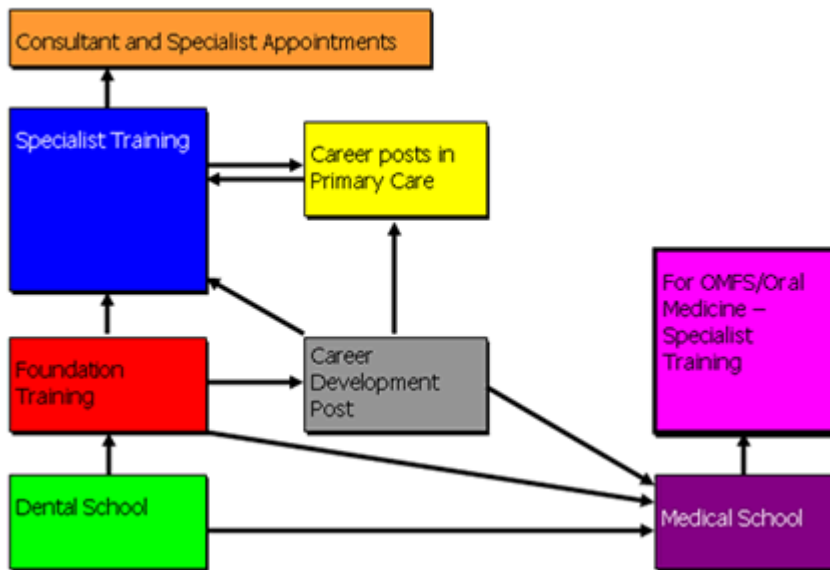 Consultant and Specialist Appointments
Specialist Training
Career posts in
Primary Care
For OMFS/Oral
Medicine –
Specialist
Training
Foundation
Training
Career
Development
Post
Dental School
Medical School